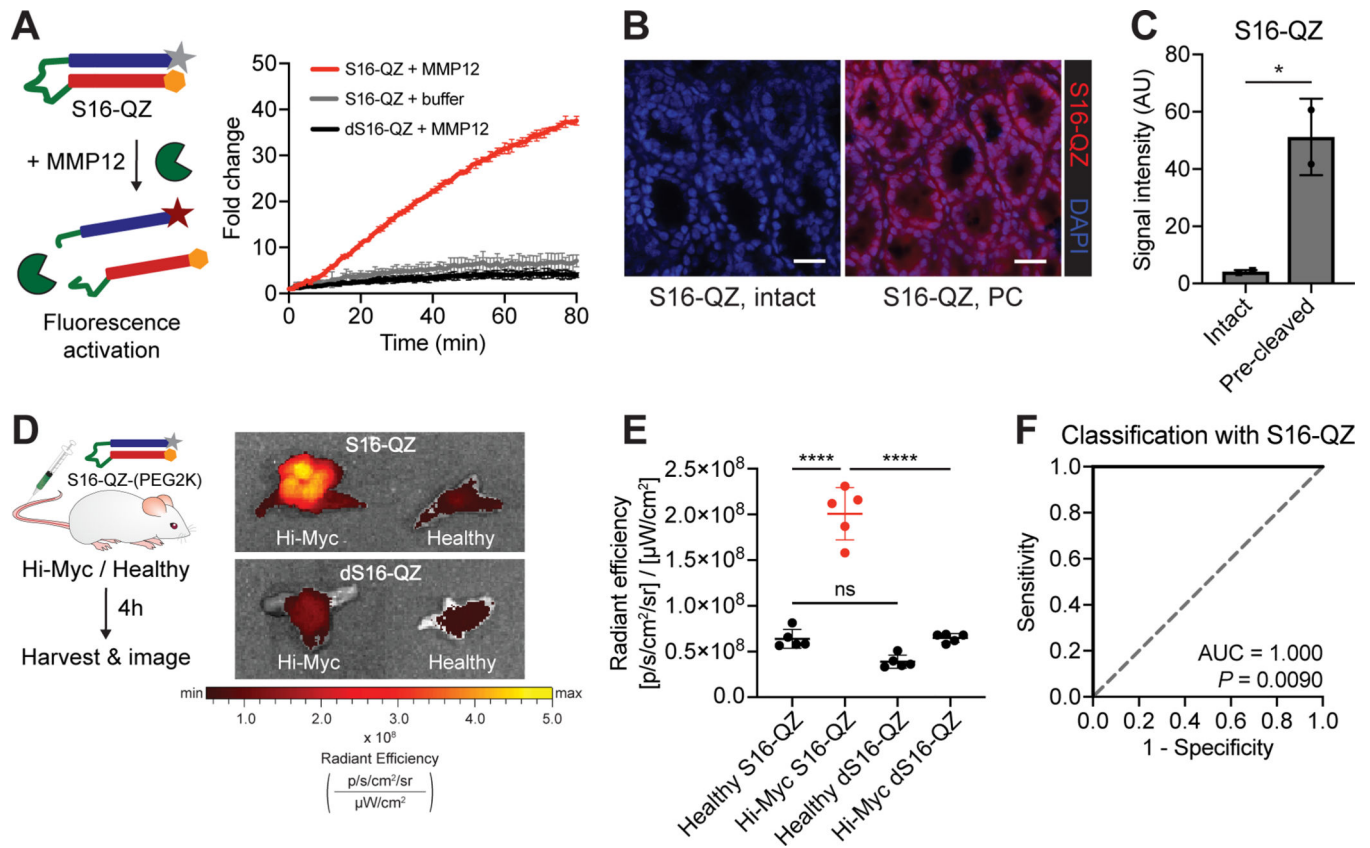 A
S16-QZ
+ MMP12
Fluorescence
activation
Fold change
50
40
30
20
10
0
S16-QZ + MMP12
S16-QZ + buffer
dS16-QZ + MMP12
0
20
40
60
80
Time (min)
B
S16-QZ
DAPI
S16-QZ, intact
S16-QZ, PC
C
S16-QZ
Signal intensity (AU)
80
60
40
20
0
*
Intact
Pre-cleaved
D
S16-QZ-(PEG2K)
Hi-Myc / Healthy
4h
Harvest & image
S16-QZ
Hi-Myc
Healthy
dS16-QZ
Hi-Myc
Healthy
min
max
1.0
2.0
3.0
4.0
5.0
x 10⁸
Radiant Efficiency
p/s/cm²/sr
µW/cm²
E
Radiant efficiency
[p/s/cm²/sr] / [µW/cm²]
2.5×10⁸
2.0×10⁸
1.5×10⁸
1.0×10⁸
0.5×10⁸
0.0
****
****
ns
Healthy S16-QZ
Hi-Myc S16-QZ
Healthy dS16-QZ
Hi-Myc dS16-QZ
F
Classification with S16-QZ
Sensitivity
1.0
0.8
0.6
0.4
0.2
0.0
AUC = 1.000
P = 0.0090
0.0
0.2
0.4
0.6
0.8
1.0
1 - Specificity